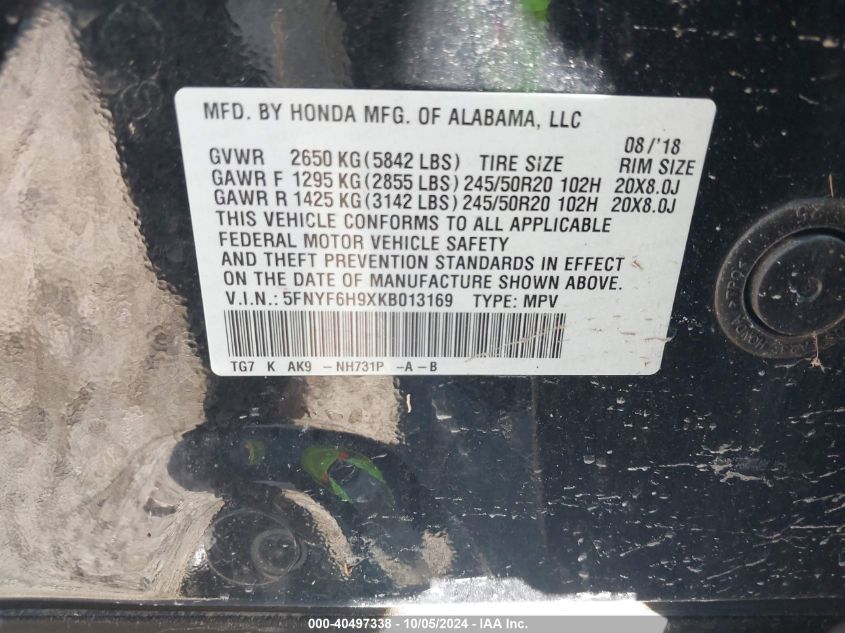 MFD. BY HONDA MFG. OF ALABAMA, LLC
08/'18
GVWR 2650 KG(5842 LBS) TIRE SIZE RIM SIZE
GAWR F 1295 KG(2855 LBS) 245/50R20 102H 20X8.0J
GAWR R 1425 KG(3142 LBS) 245/50R20 102H 20X8.0J
THIS VEHICLE CONFORMS TO ALL APPLICABLE
FEDERAL MOTOR VEHICLE SAFETY
AND THEFT PREVENTION STANDARDS IN EFFECT
ON THE DATE OF MANUFACTURE SHOWN ABOVE.
V.I.N.: 5FNYF6H9XKB013169 TYPE: MPV
TG7 K AK9 -NH731P -A-B
000-40497338 - 10/05/2024 - IAA Inc.